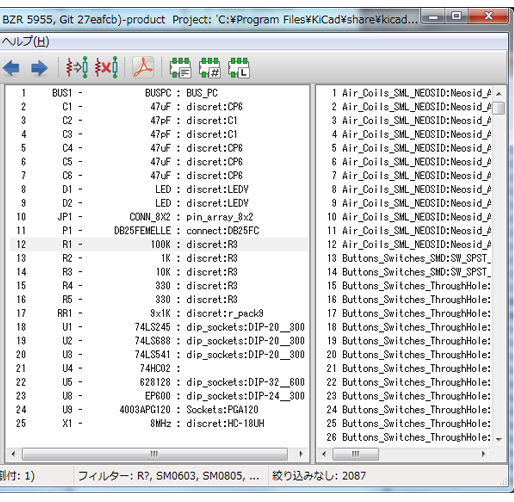 BZR 5955, Git 27eafcb)-product Project: 'C:¥Program Files¥KiCad¥share¥kicad...
ヘルプ(H)
1 BUS1 - BUSPC : BUS_PC
2 C1 - 47uF : discret:CP6
3 C2 - 47pF : discret:C1
4 C3 - 47pF : discret:C1
5 C4 - 47uF : discret:CP6
6 C5 - 47uF : discret:CP6
7 C6 - 47uF : discret:CP6
8 D1 - LED : discret:LEDV
9 D2 - LED : discret:LEDV
10 JP1 - CONN_8X2 : pin_array_8x2
11 P1 - DB25FEMELLE : connect:DB25FC
12 R1 - 100K : discret:R3
13 R2 - 1K : discret:R3
14 R3 - 10K : discret:R3
15 R4 - 330 : discret:R3
16 R5 - 330 : discret:R3
17 RR1 - 9x1K : discret:r_pack9
18 U1 - 74LS245 : dip_sockets:DIP-20__300
19 U2 - 74LS688 : dip_sockets:DIP-20__300
20 U3 - 74LS541 : dip_sockets:DIP-20__300
21 U4 - 74HC02 :
22 U5 - 628128 : dip_sockets:DIP-32__600
23 U8 - EP600 : dip_sockets:DIP-24__300
24 U9 - 4003APG120 : Sockets:PGA120
25 X1 - 8MHz : discret:HC-18UH
1 Air_Coils_SML_NEOSID:Neosid_A
2 Air_Coils_SML_NEOSID:Neosid_A
3 Air_Coils_SML_NEOSID:Neosid_A
4 Air_Coils_SML_NEOSID:Neosid_A
5 Air_Coils_SML_NEOSID:Neosid_A
6 Air_Coils_SML_NEOSID:Neosid_A
7 Air_Coils_SML_NEOSID:Neosid_A
8 Air_Coils_SML_NEOSID:Neosid_A
9 Air_Coils_SML_NEOSID:Neosid_A
10 Air_Coils_SML_NEOSID:Neosid_A
11 Air_Coils_SML_NEOSID:Neosid_A
12 Air_Coils_SML_NEOSID:Neosid_A
13 Buttons_Switches_SMD:SW_SPST_
14 Buttons_Switches_SMD:SW_SPST_
15 Buttons_Switches_ThroughHole:
16 Buttons_Switches_ThroughHole:
17 Buttons_Switches_ThroughHole:
18 Buttons_Switches_ThroughHole:
19 Buttons_Switches_ThroughHole:
20 Buttons_Switches_ThroughHole:
21 Buttons_Switches_ThroughHole:
22 Buttons_Switches_ThroughHole:
23 Buttons_Switches_ThroughHole:
24 Buttons_Switches_ThroughHole:
25 Buttons_Switches_ThroughHole:
26 Buttons_Switches_ThroughHole:
割付: 1) フィルター: R?, SM0603, SM0805, ... 絞り込みなし: 2087